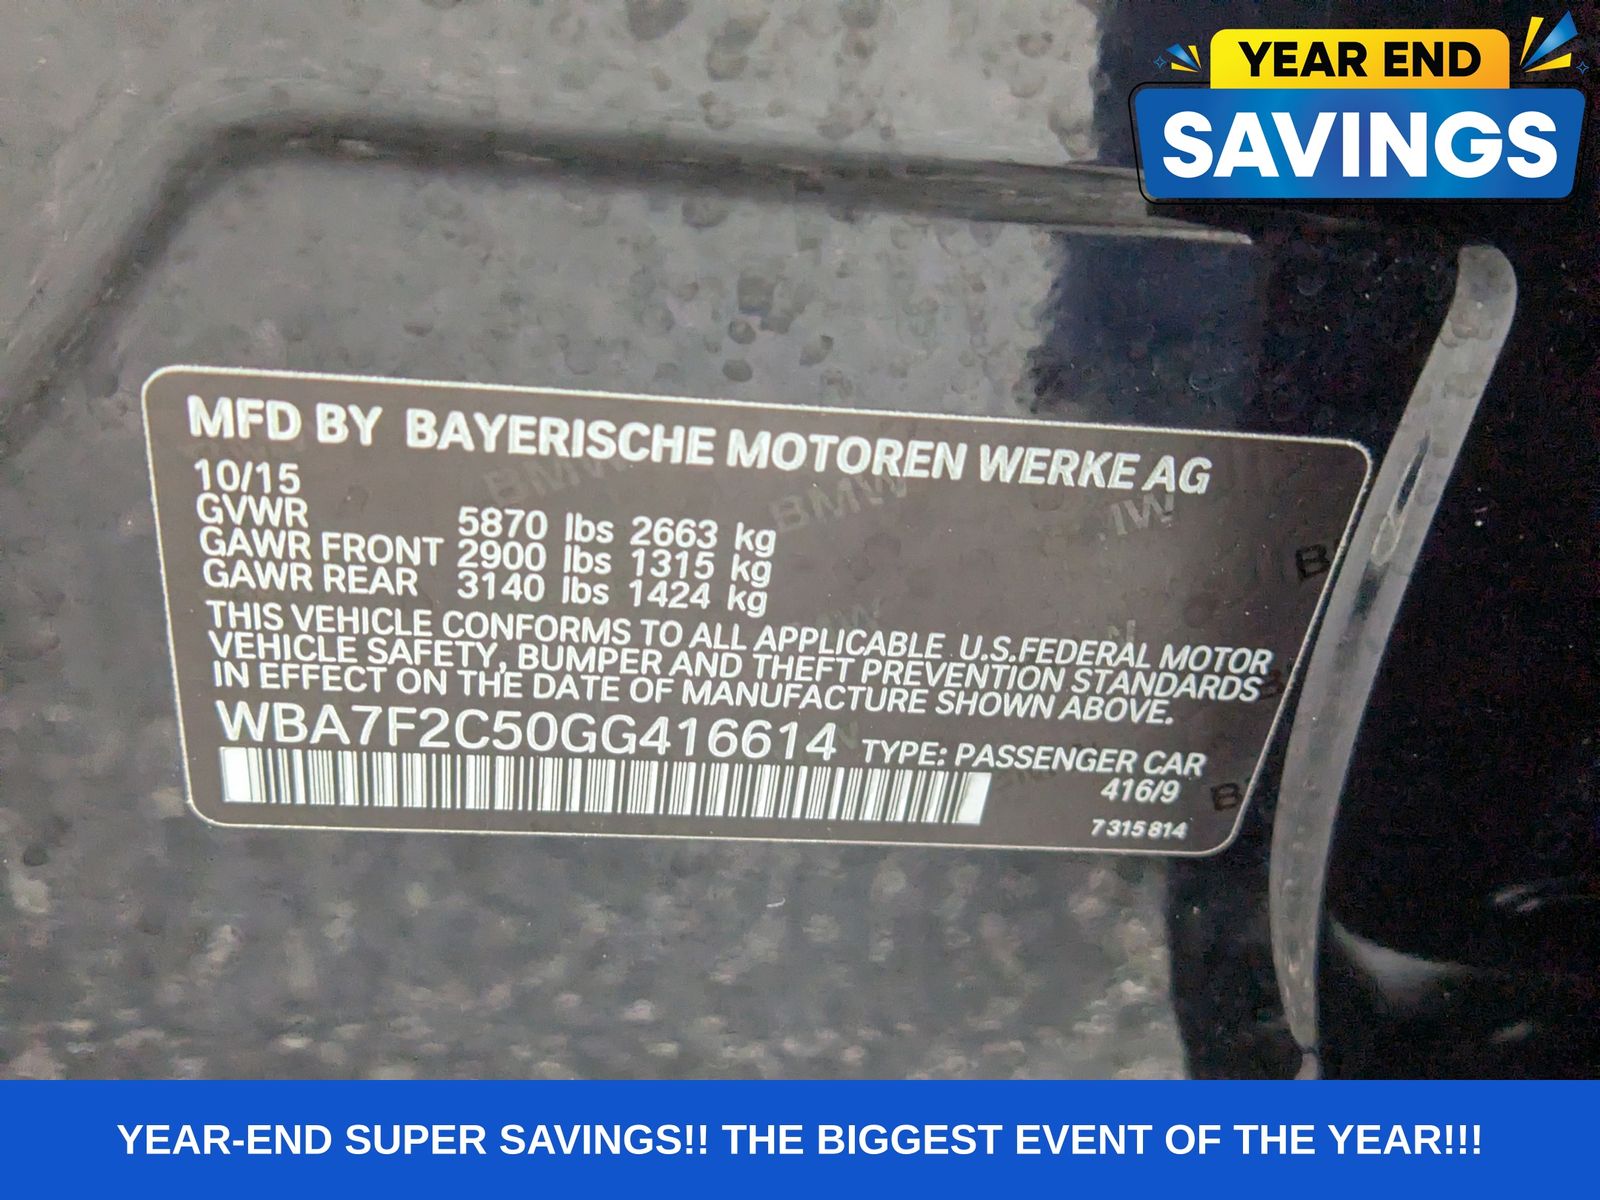 YEAR END
SAVINGS
MFD BY BAYERISCHE MOTOREN WERKE AG
10/15
GVWR 5870 lbs 2663 kg
GAWR FRONT 2900 lbs 1315 kg
GAWR REAR 3140 lbs 1424 kg
THIS VEHICLE CONFORMS TO ALL APPLICABLE U.S.FEDERAL MOTOR
VEHICLE SAFETY, BUMPER AND THEFT PREVENTION STANDARDS
IN EFFECT ON THE DATE OF MANUFACTURE SHOWN ABOVE.
WBA7F2C50GG416614 TYPE: PASSENGER CAR
416/9
7 315 814
YEAR-END SUPER SAVINGS!! THE BIGGEST EVENT OF THE YEAR!!!